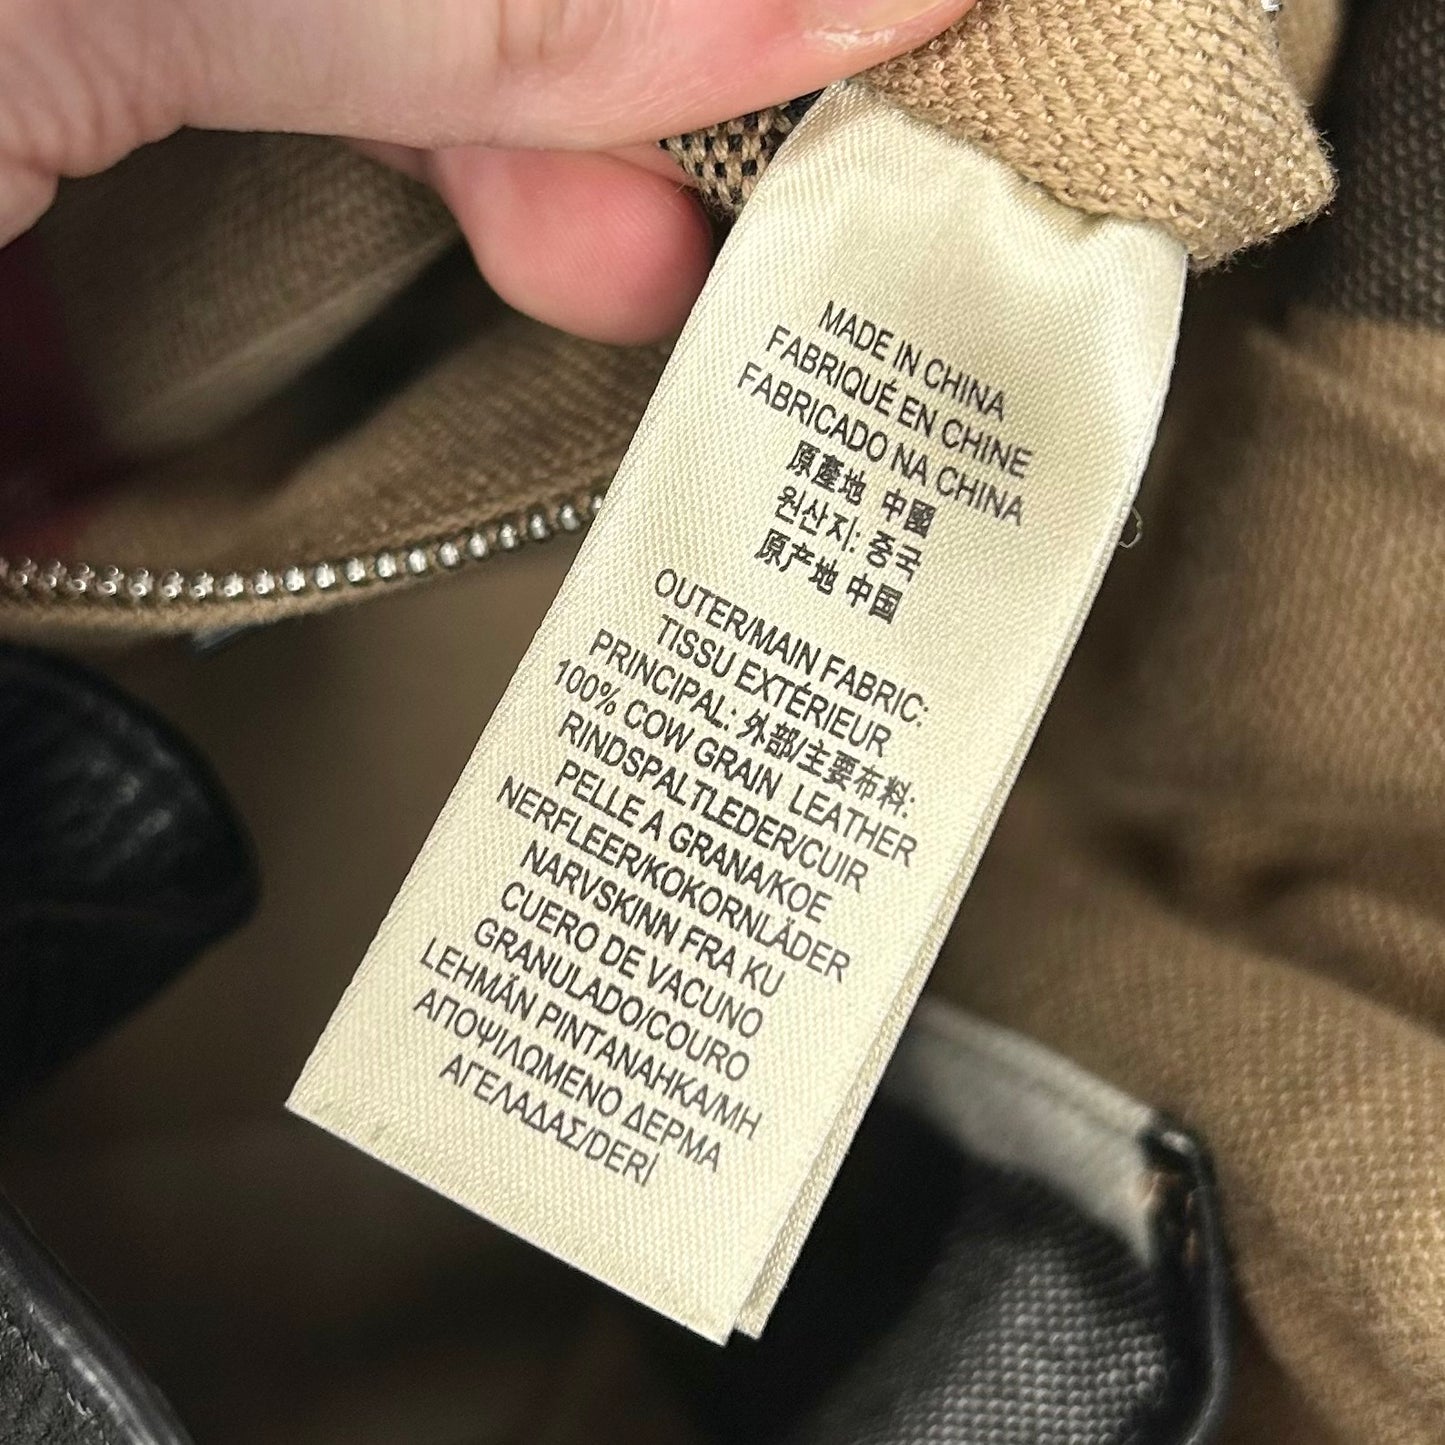 MADE IN CHINA
FABRIQUÉ EN CHINE
FABRICADO NA CHINA
原產地 中國
원산지: 중국
原产地 中国
OUTER/MAIN FABRIC:
TISSU EXTÉRIEUR
PRINCIPAL: 外部/主要布料:
100% COW GRAIN LEATHER
RINDSPALTLEDER/CUIR
PELLE A GRANA/KOE
NERFLEER/KOKORNLÄDER
NARVSKINN FRA KU
CUERO DE VACUNO
GRANULADO/COURO
LEHMÄN PINTANAHKA/MH
ΑΠΟΨΙΛΩΜΕΝΟ ΔΕΡΜΑ
ΑΓΕΛΑΔΑΣ/DERİ